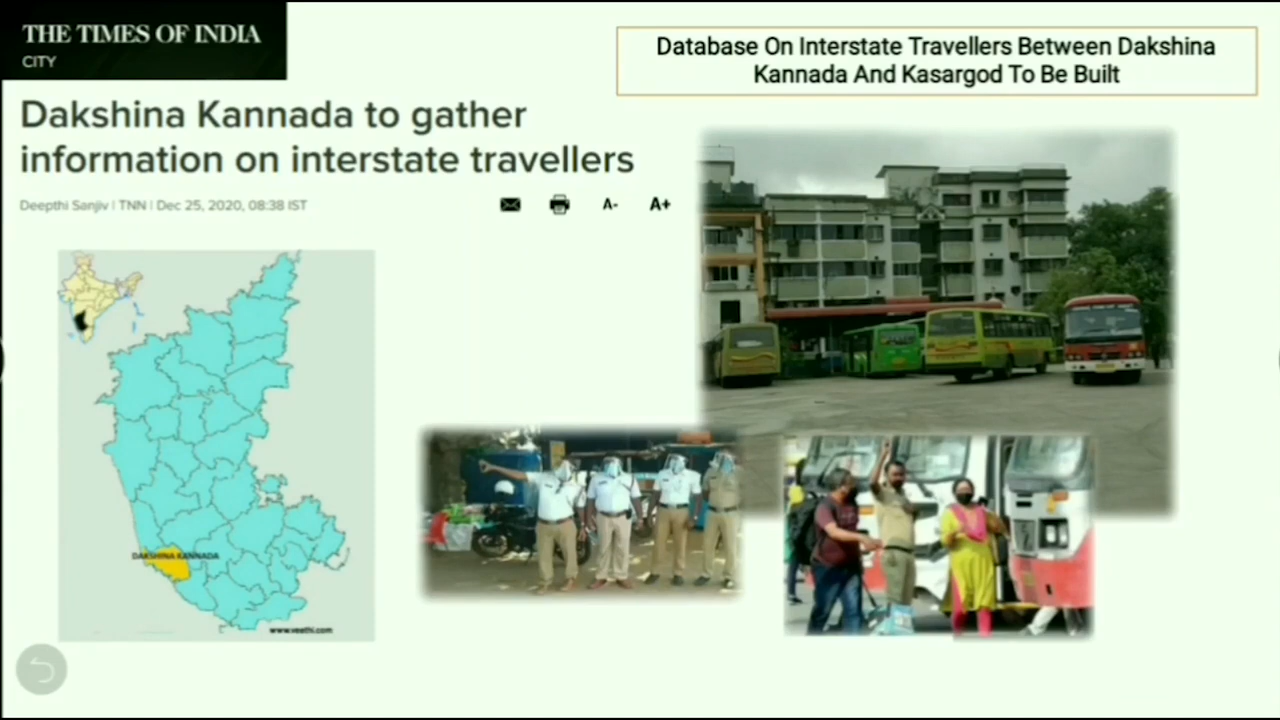 THE TIMES OF INDIA
CITY
Database On Interstate Travellers Between Dakshina
Kannada And Kasargod To Be Built
Dakshina Kannada to gather
information on interstate travellers
Deepthi Sanjiv | TNN | Dec 25, 2020, 08:38 IST
A-
A+
DAKSHINA KANNADA
www.veethi.com